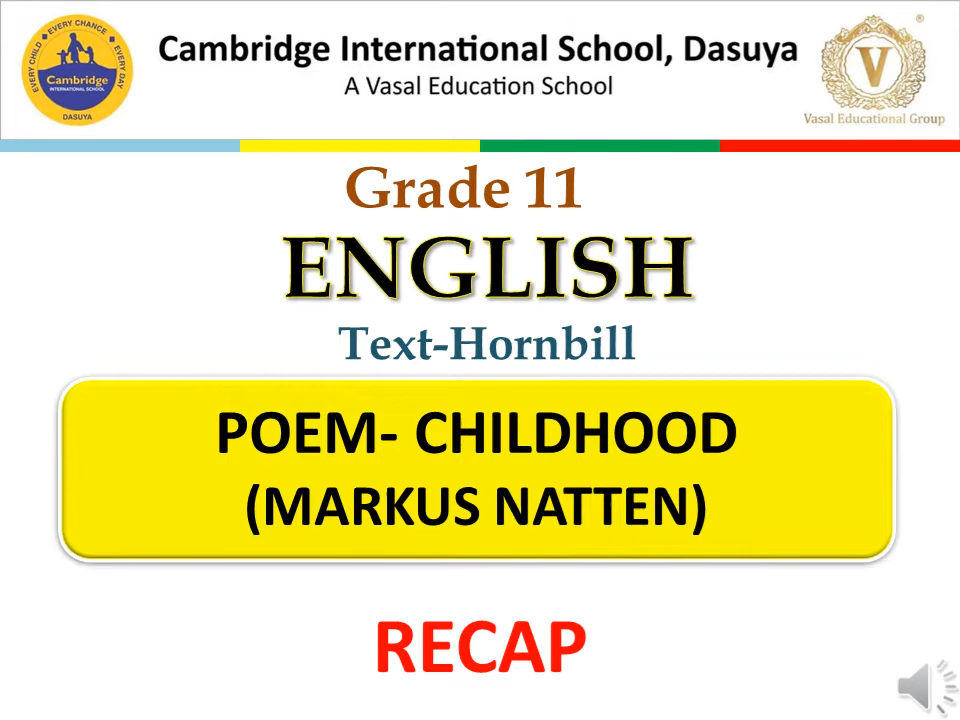 EVERY CHILD • EVERY CHANCE • EVERY DAY
Cambridge
INTERNATIONAL SCHOOL
DASUYA
Cambridge International School, Dasuya
A Vasal Education School
V
®
Vasal Educational Group
Grade 11
ENGLISH
Text-Hornbill
POEM- CHILDHOOD
(MARKUS NATTEN)
RECAP